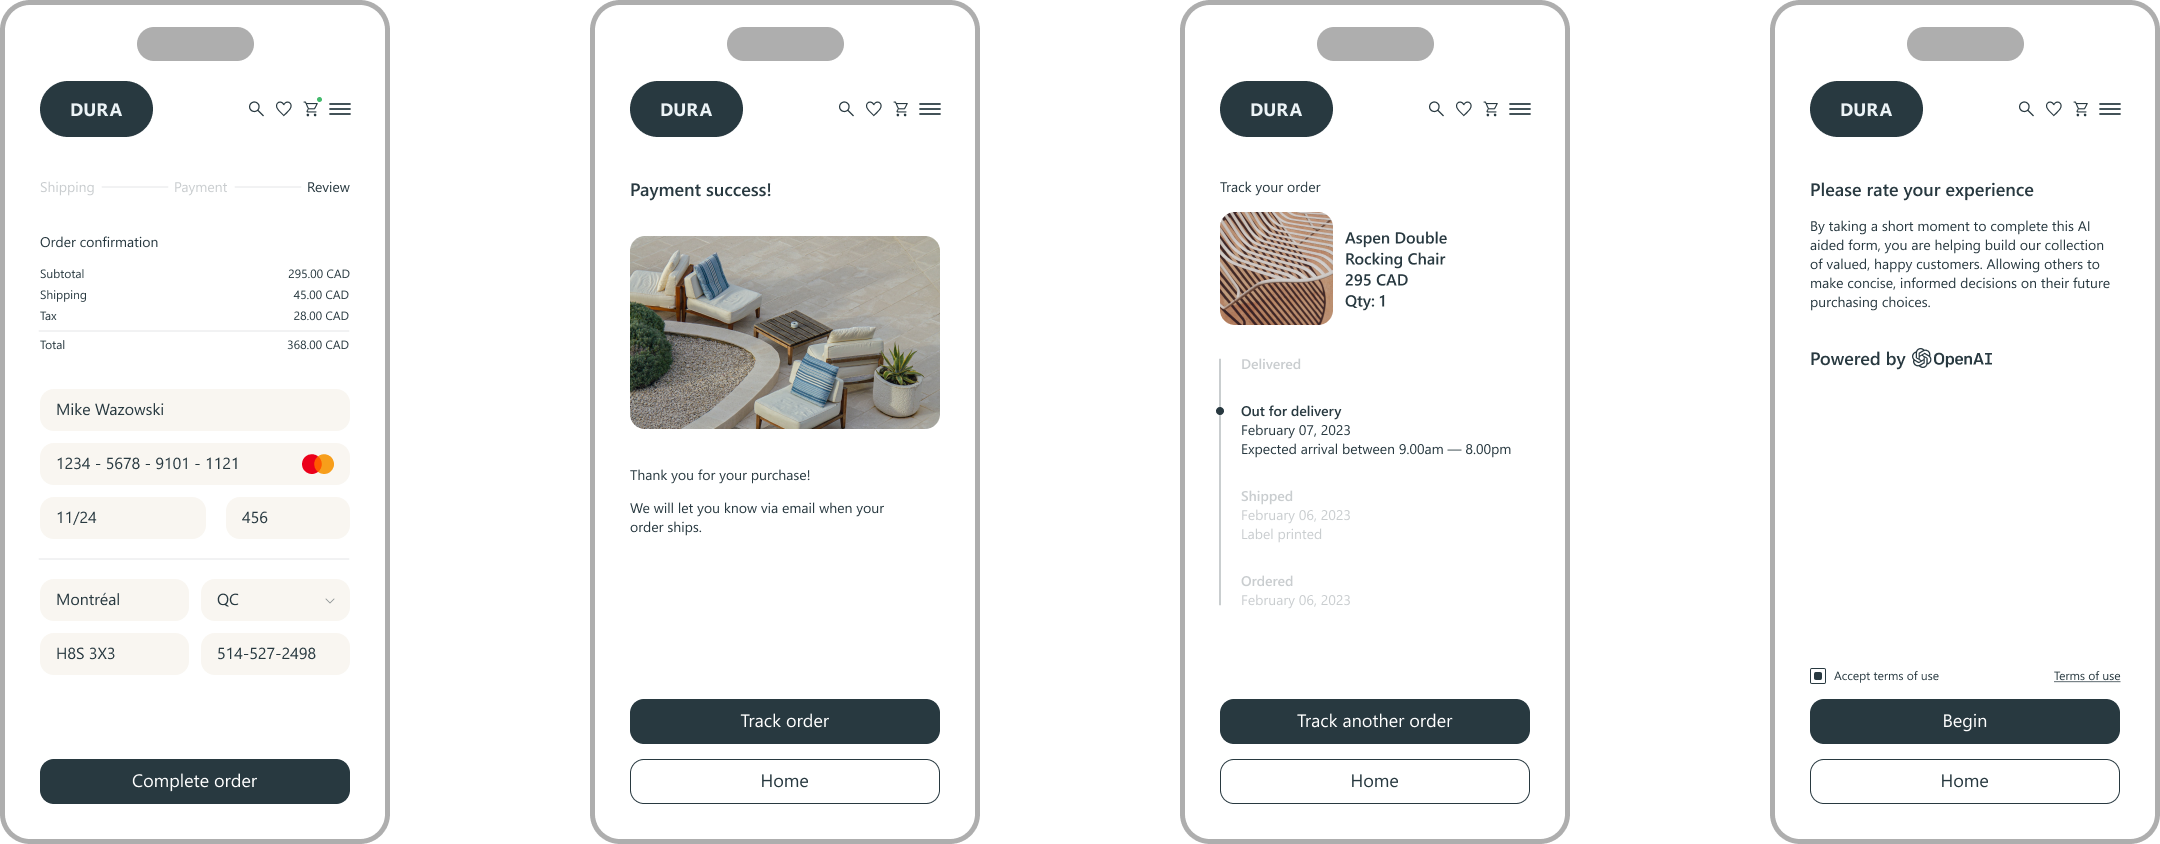 DURA
Shipping Payment Review
Order confirmation
Subtotal 295.00 CAD
Shipping 45.00 CAD
Tax 28.00 CAD
Total 368.00 CAD
Mike Wazowski
1234 - 5678 - 9101 - 1121
11/24 456
Montréal QC
H8S 3X3 514-527-2498
Complete order
DURA
Payment success!
Thank you for your purchase!
We will let you know via email when your
order ships.
Track order
Home
DURA
Track your order
Aspen Double
Rocking Chair
295 CAD
Qty: 1
Delivered
Out for delivery
February 07, 2023
Expected arrival between 9.00am — 8.00pm
Shipped
February 06, 2023
Label printed
Ordered
February 06, 2023
Track another order
Home
DURA
Please rate your experience
By taking a short moment to complete this AI
aided form, you are helping build our collection
of valued, happy customers. Allowing others to
make concise, informed decisions on their future
purchasing choices.
Powered by OpenAI
Accept terms of use Terms of use
Begin
Home